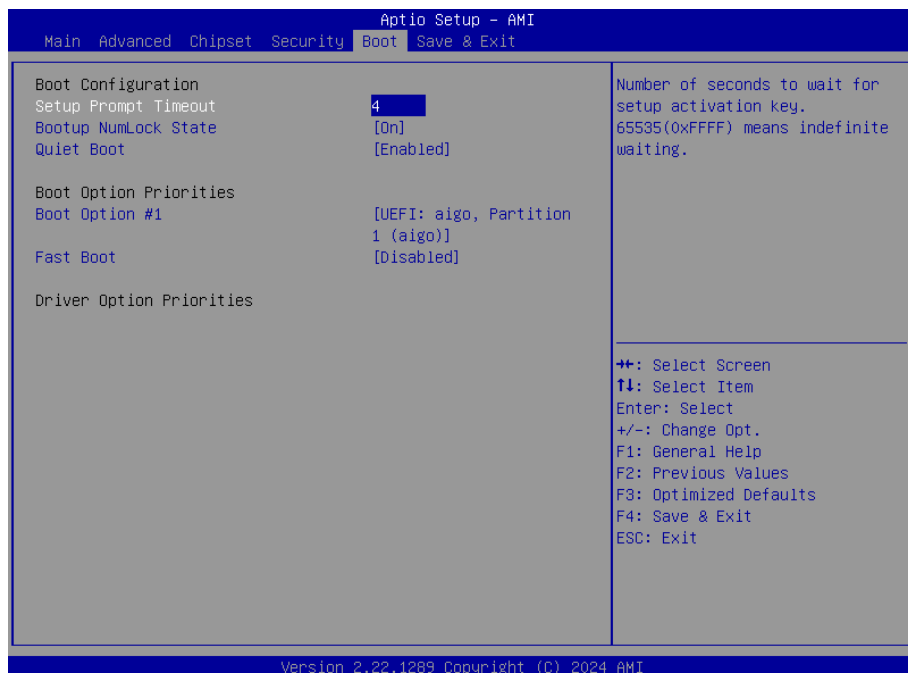 Aptio Setup – AMI
Main Advanced Chipset Security Boot Save & Exit
Boot Configuration
Setup Prompt Timeout 4
Bootup NumLock State [On]
Quiet Boot [Enabled]
Boot Option Priorities
Boot Option #1 [UEFI: aigo, Partition
1 (aigo)]
Fast Boot [Disabled]
Driver Option Priorities
Number of seconds to wait for
setup activation key.
65535(0xFFFF) means indefinite
waiting.
→←: Select Screen
↑↓: Select Item
Enter: Select
+/-: Change Opt.
F1: General Help
F2: Previous Values
F3: Optimized Defaults
F4: Save & Exit
ESC: Exit
Version 2.22.1289 Copyright (C) 2024 AMI